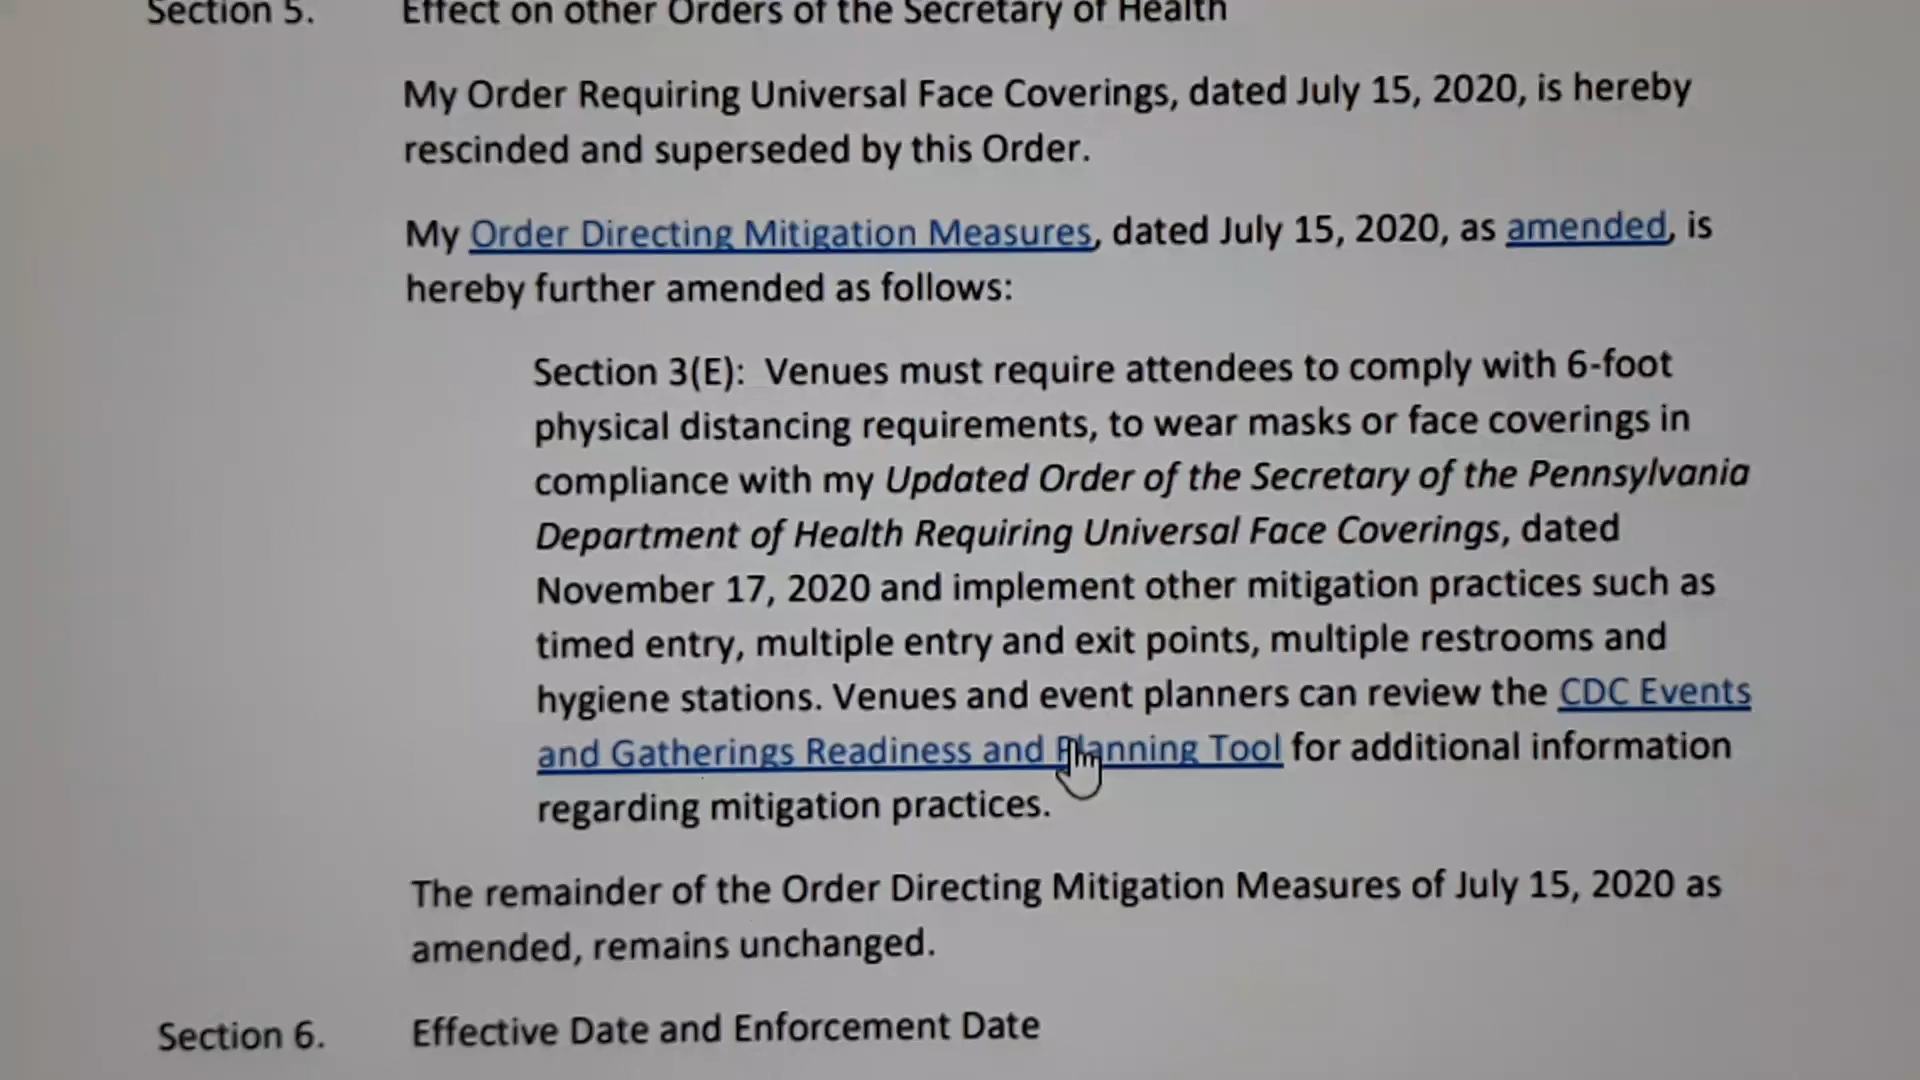 Section 5. Effect on other Orders of the Secretary of Health
My Order Requiring Universal Face Coverings, dated July 15, 2020, is hereby
rescinded and superseded by this Order.
My Order Directing Mitigation Measures, dated July 15, 2020, as amended, is
hereby further amended as follows:
Section 3(E): Venues must require attendees to comply with 6-foot
physical distancing requirements, to wear masks or face coverings in
compliance with my Updated Order of the Secretary of the Pennsylvania
Department of Health Requiring Universal Face Coverings, dated
November 17, 2020 and implement other mitigation practices such as
timed entry, multiple entry and exit points, multiple restrooms and
hygiene stations. Venues and event planners can review the CDC Events
and Gatherings Readiness and Planning Tool for additional information
regarding mitigation practices.
The remainder of the Order Directing Mitigation Measures of July 15, 2020 as
amended, remains unchanged.
Section 6. Effective Date and Enforcement Date